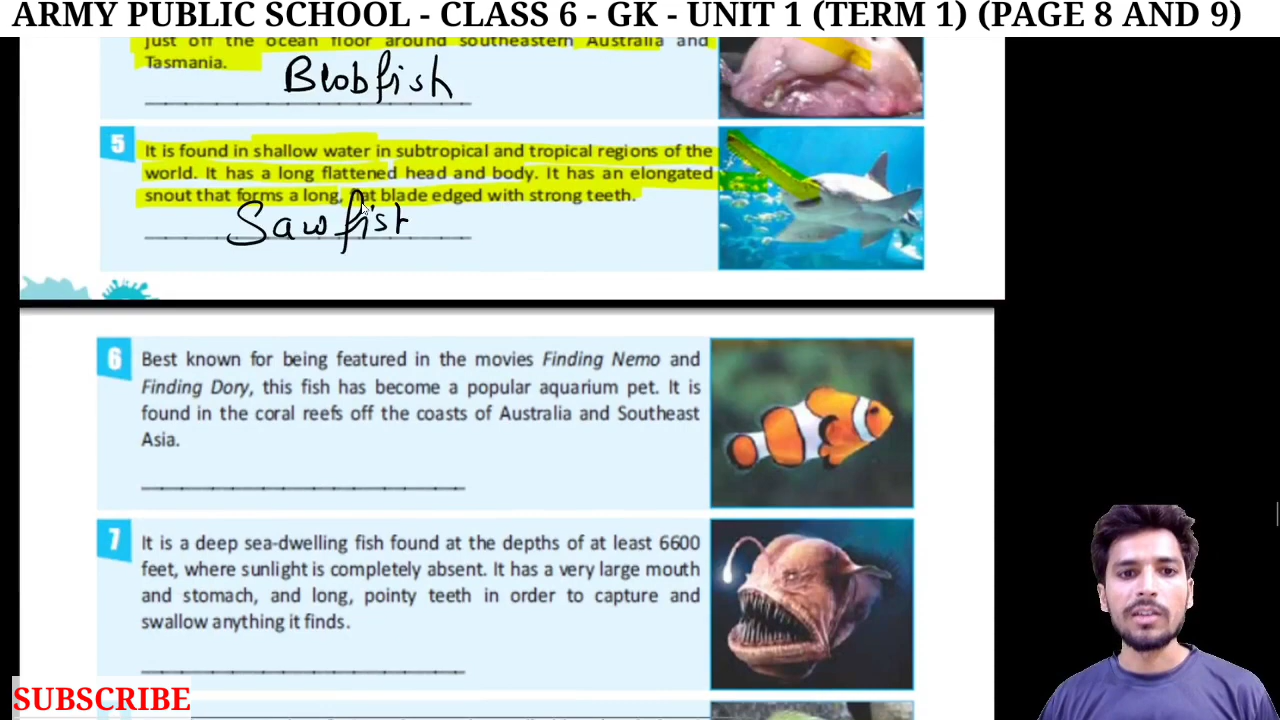 ARMY PUBLIC SCHOOL - CLASS 6 - GK - UNIT 1 (TERM 1) (PAGE 8 AND 9)
just off the ocean floor around southeastern Australia and
Tasmania.
Blobfish
5
It is found in shallow water in subtropical and tropical regions of the
world. It has a long flattened head and body. It has an elongated
snout that forms a long, blade edged with strong teeth.
Sawfish
6
Best known for being featured in the movies Finding Nemo and
Finding Dory, this fish has become a popular aquarium pet. It is
found in the coral reefs off the coasts of Australia and Southeast
Asia.
7
It is a deep sea-dwelling fish found at the depths of at least 6600
feet, where sunlight is completely absent. It has a very large mouth
and stomach, and long, pointy teeth in order to capture and
swallow anything it finds.
SUBSCRIBE